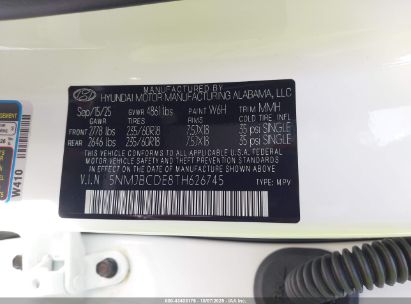 MANUFACTURED BY
HYUNDAI MOTOR MANUFACTURING ALABAMA, LLC
Sep/15/25 GVWR 4861 lbs PAINT W6H TRIM MMH
GAWR TIRES RIMS COLD TIRE INFLATION
FRONT 2778 lbs 235/60R18 7.5JX18 35 psi SINGLE
REAR 2646 lbs 235/60R18 7.5JX18 35 psi SINGLE
THIS VEHICLE CONFORMS TO ALL APPLICABLE U.S. FEDERAL MOTOR VEHICLE
SAFETY AND THEFT PREVENTION STANDARDS IN EFFECT ON THE DATE OF MANUFACTURE SHOWN ABOVE.
V.I.N 5NMJBCDE8TH626745 TYPE: MPV
W410